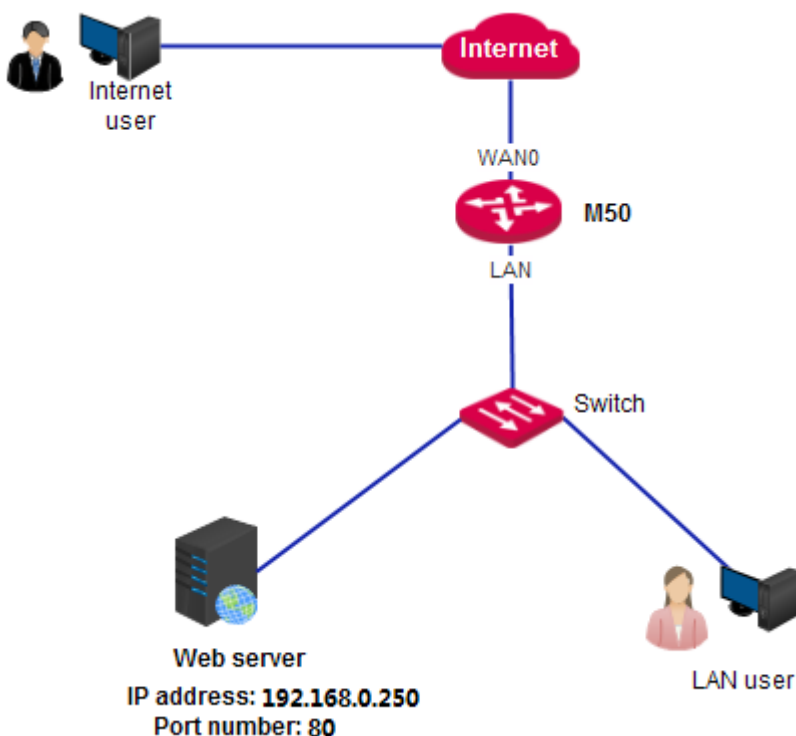 Internet
Internet
user
WAN0
M50
LAN
Switch
Web server
IP address: 192.168.0.250
Port number: 80
LAN user